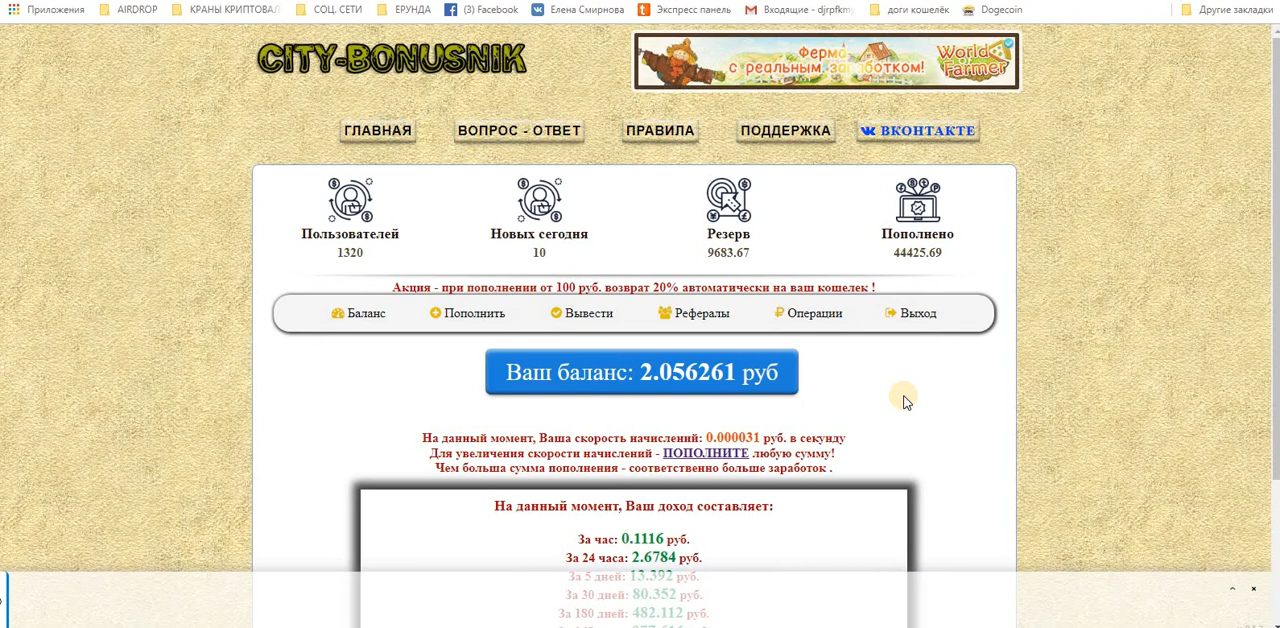 Приложения AIRDROP КРАНЫ КРИПТОВАЛ СОЦ. СЕТИ ЕРУНДА (3) Facebook Елена Смирнова Экспресс панель Входящие - djrpfkmy доги кошелёк Dogecoin Другие закладки
CITY-BONUSNIK
Ферма
с реальным заработком!
World Farmer
ГЛАВНАЯ ВОПРОС - ОТВЕТ ПРАВИЛА ПОДДЕРЖКА ВКОНТАКТЕ
Пользователей Новых сегодня Резерв Пополнено
1320 10 9683.67 44425.69
Акция - при пополнении от 100 руб. возврат 20% автоматически на ваш кошелек !
Баланс Пополнить Вывести Рефералы Операции Выход
Ваш баланс: 2.056261 руб
На данный момент, Ваша скорость начислений: 0.000031 руб. в секунду
Для увеличения скорости начислений - ПОПОЛНИТЕ любую сумму!
Чем больша сумма пополнения - соответственно больше заработок .
На данный момент, Ваш доход составляет:
За час: 0.1116 руб.
За 24 часа: 2.6784 руб.
За 5 дней: 13.392 руб.
За 30 дней: 80.352 руб.
За 180 дней: 482.112 руб.